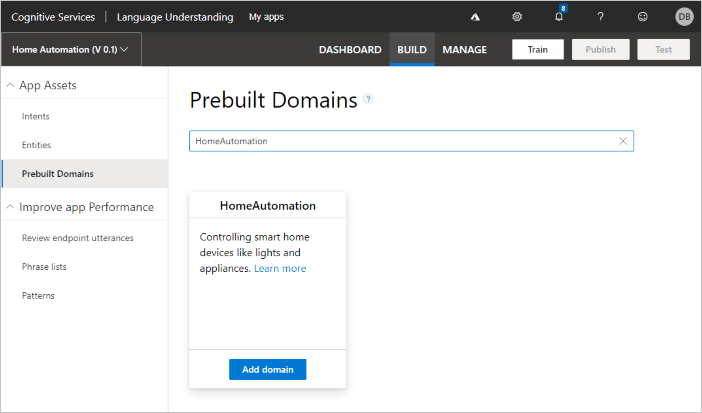 Cognitive Services Language Understanding My apps 8 ? DB
Home Automation (V 0.1) DASHBOARD BUILD MANAGE Train Publish Test
App Assets
Intents
Entities
Prebuilt Domains
Improve app Performance
Review endpoint utterances
Phrase lists
Patterns
Prebuilt Domains ?
HomeAutomation
HomeAutomation
Controlling smart home
devices like lights and
appliances. Learn more
Add domain